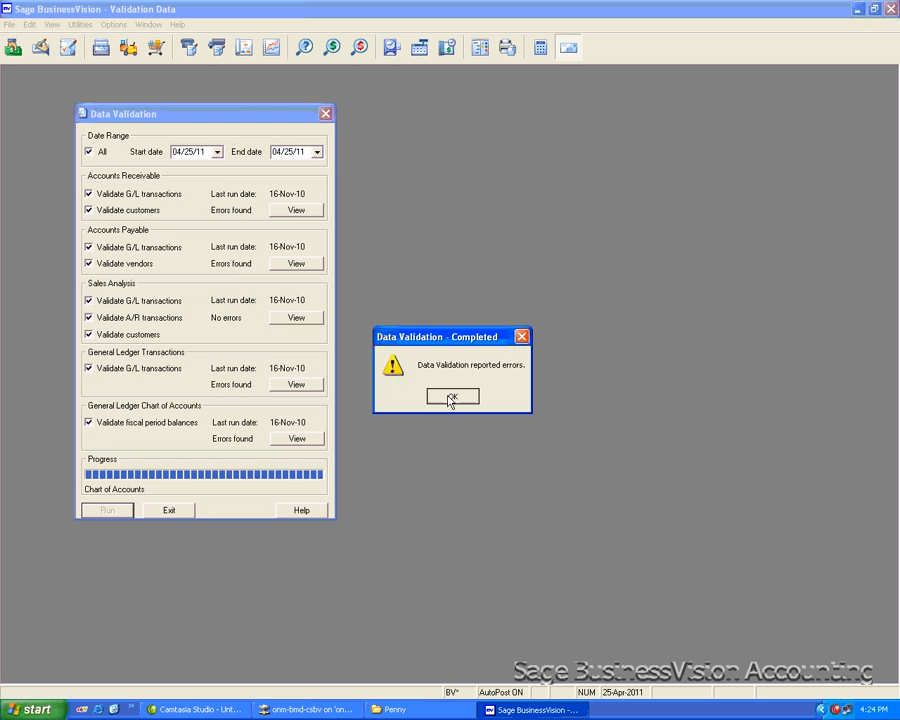 Sage BusinessVision - Validation Data
File Edit View Utilities Options Window Help
Data Validation
Date Range
All Start date 04/25/11 End date 04/25/11
Accounts Receivable
Validate G/L transactions Last run date: 16-Nov-10
Validate customers Errors found View
Accounts Payable
Validate G/L transactions Last run date: 16-Nov-10
Validate vendors Errors found View
Sales Analysis
Validate G/L transactions Last run date: 16-Nov-10
Validate A/R transactions No errors View
Validate customers
General Ledger Transactions
Validate G/L transactions Last run date: 16-Nov-10
Errors found View
General Ledger Chart of Accounts
Validate fiscal period balances Last run date: 16-Nov-10
Errors found View
Progress
Chart of Accounts
Run Exit Help
Data Validation - Completed
Data Validation reported errors.
OK
Sage BusinessVision Accounting
BV* AutoPost ON NUM 25-Apr-2011
start Camtasia Studio - Unt... onm-bmd-csbv on 'on... Penny Sage BusinessVision -... 4:24 PM